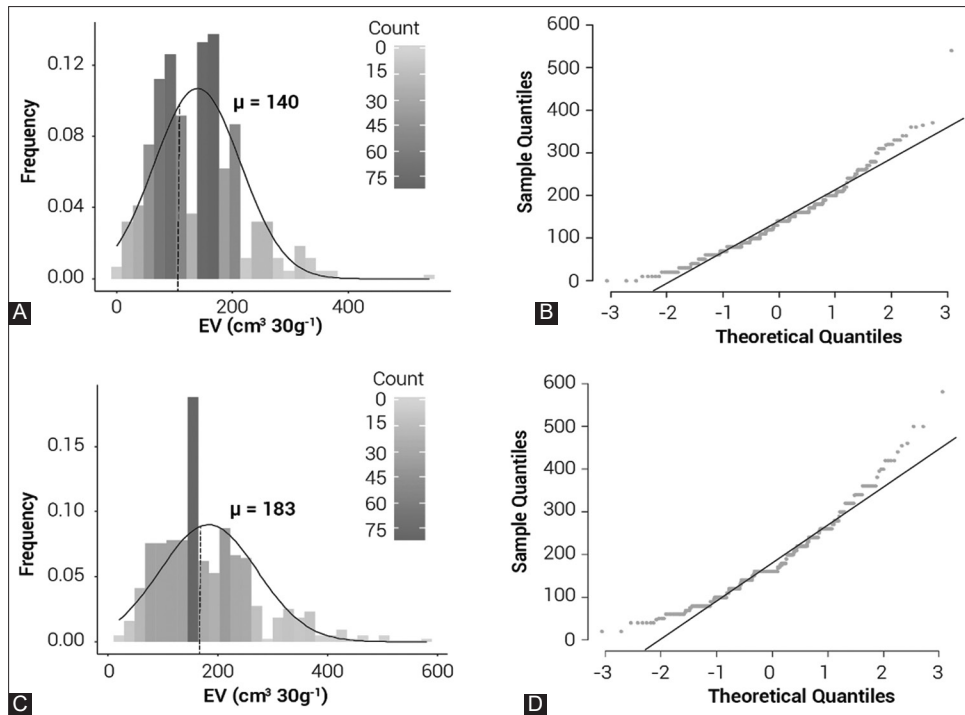 Count
0
15
30
45
60
75
0.12
0.08
0.04
0.00
Frequency
μ = 140
0 200 400
EV (cm³ 30g⁻¹)
A
600
500
400
300
200
100
0
Sample Quantiles
-3 -2 -1 0 1 2 3
Theoretical Quantiles
B
Count
0
15
30
45
60
75
0.15
0.10
0.05
0.00
Frequency
μ = 183
0 200 400 600
EV (cm³ 30g⁻¹)
C
600
500
400
300
200
100
0
Sample Quantiles
-3 -2 -1 0 1 2 3
Theoretical Quantiles
D